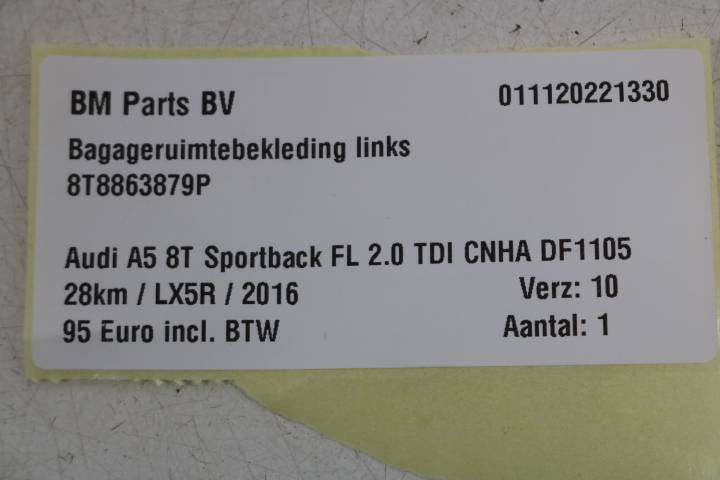 BM Parts BV 011120221330
Bagageruimtebekleding links
8T8863879P
Audi A5 8T Sportback FL 2.0 TDI CNHA DF1105
28km / LX5R / 2016 Verz: 10
95 Euro incl. BTW Aantal: 1